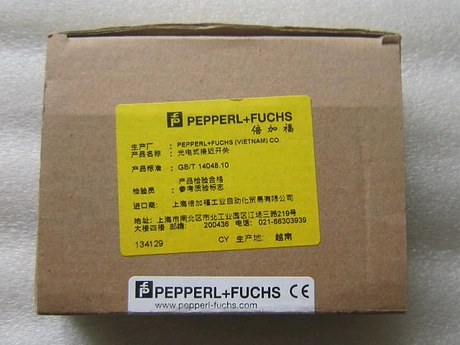 PEPPERL+FUCHS
倍加福
生产厂 : PEPPERL+FUCHS (VIETNAM) CO.
产品名称: 光电式接近开关
产品标准: GB/T 14048.10
产品检验合格
检验员: 参考质检标志
进口商: 上海倍加福工业自动化贸易有限公司
地址: 上海市闸北区市北工业园区江场三路219号
大楼四楼 邮编: 200436 电话: 021-66303939
134129 CY 生产地: 越南
PEPPERL+FUCHS CE
www.pepperl-fuchs.com